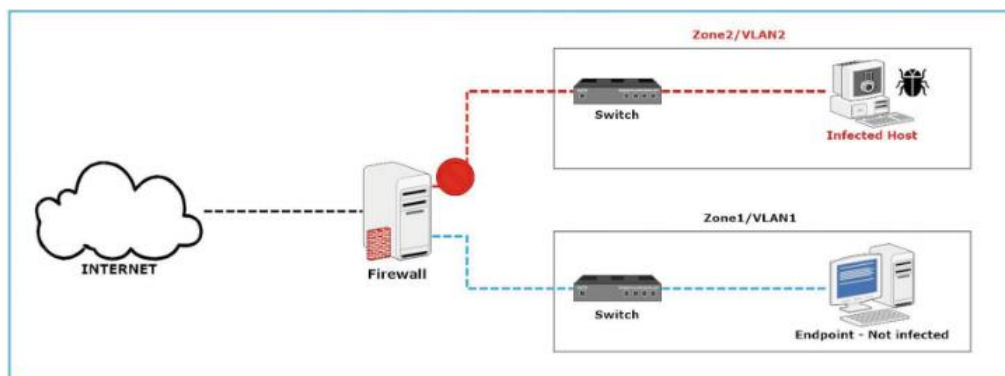 Zone2/VLAN2
Switch
Infected Host
INTERNET
Firewall
Zone1/VLAN1
Switch
Endpoint - Not infected